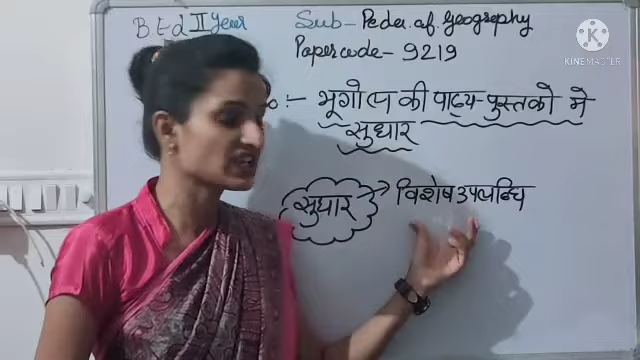 B.Ed II Year
Sub- Peda. of. Geography
Paper code - 9219
:- भूगोल की पाठ्य-पुस्तको मे
सुधार
सुधार → विशेष उपलब्धि
KINEMASTER